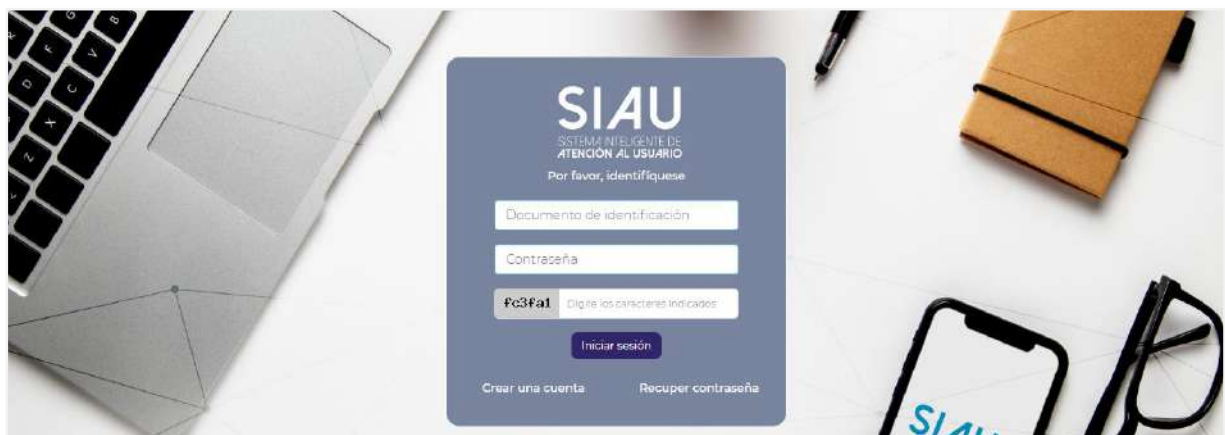 SIAU
SISTEMA INTELIGENTE DE
ATENCIÓN AL USUARIO
Por favor, identifíquese
Documento de identificación
Contraseña
fc3fa1 Digite los caracteres indicados
Iniciar sesión
Crear una cuenta Recuper contraseña
SIAU